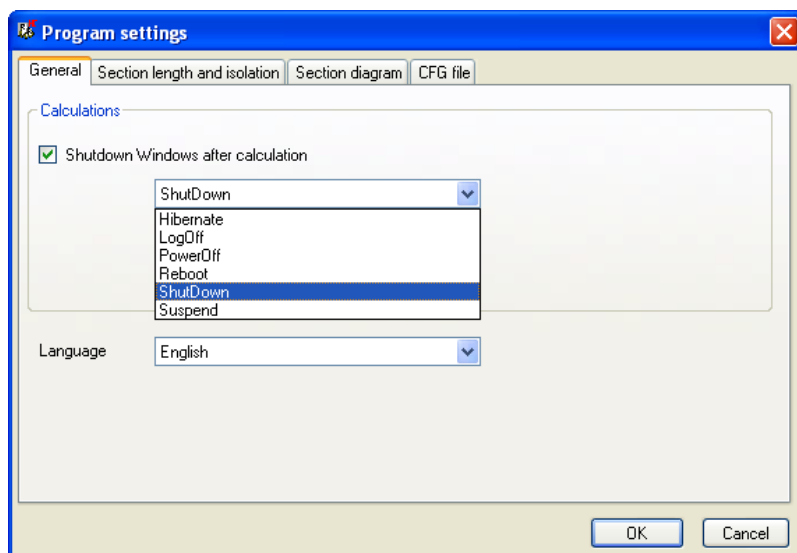 Program settings
General Section length and isolation Section diagram CFG file
Calculations
Shutdown Windows after calculation
ShutDown
Hibernate
LogOff
PowerOff
Reboot
ShutDown
Suspend
Language English
OK Cancel